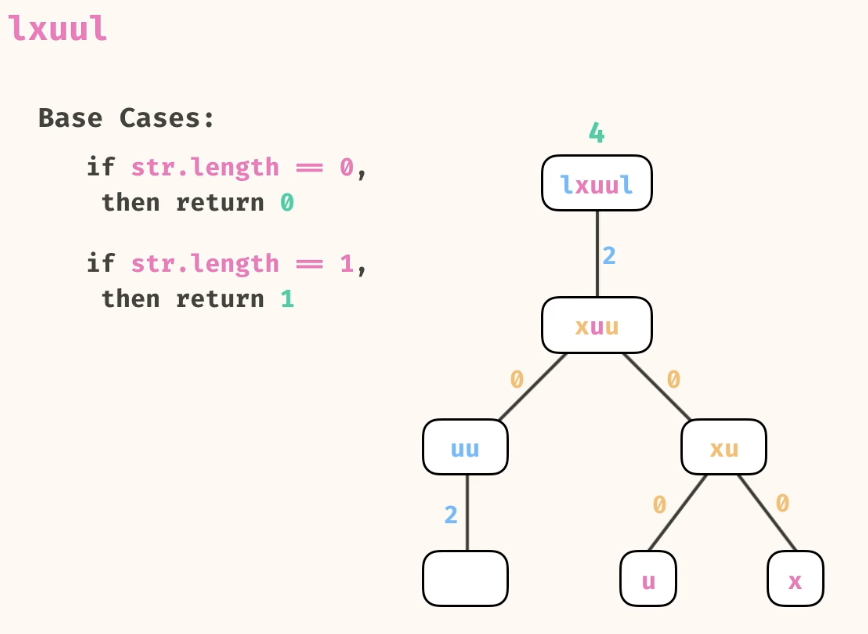 lxuul
Base Cases:
if str.length == 0,
then return 0
if str.length == 1,
then return 1
4
lxuul
2
xuu
0
0
uu
xu
2
0
0
u
x